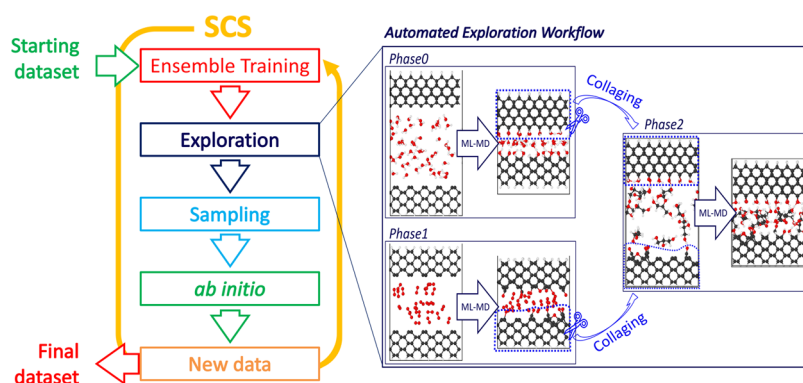 SCS
Starting
dataset
Ensemble Training
Exploration
Sampling
ab initio
New data
Final
dataset
Automated Exploration Workflow
Phase0
ML-MD
Collaging
Phase1
ML-MD
Collaging
Phase2
ML-MD